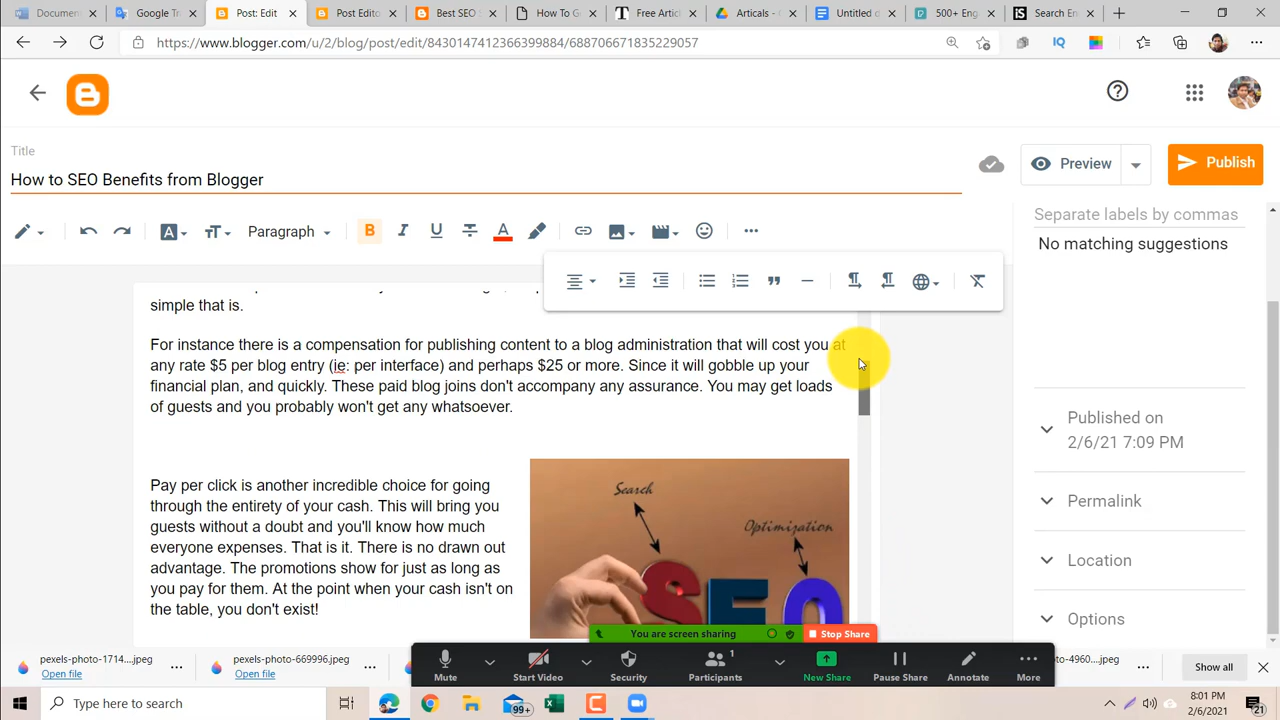 Document
Google Tr
Post: Edit
Post Edito
Best SEO S
How To G
Free Artic
Articals - G
Untitled d
500+ Eng
Search En
https://www.blogger.com/u/2/blog/post/edit/8430147412366399884/688706671835229057
IQ
Title
How to SEO Benefits from Blogger
Preview
Publish
Paragraph
Separate labels by commas
No matching suggestions
simple that is.
For instance there is a compensation for publishing content to a blog administration that will cost you at
any rate $5 per blog entry (ie: per interface) and perhaps $25 or more. Since it will gobble up your
financial plan, and quickly. These paid blog joins don't accompany any assurance. You may get loads
of guests and you probably won't get any whatsoever.
Pay per click is another incredible choice for going
through the entirety of your cash. This will bring you
guests without a doubt and you'll know how much
everyone expenses. That is it. There is no drawn out
advantage. The promotions show for just as long as
you pay for them. At the point when your cash isn't on
the table, you don't exist!
Search
Optimization
SEO
Published on
2/6/21 7:09 PM
Permalink
Location
Options
You are screen sharing
Stop Share
pexels-photo-1714....jpeg
Open file
pexels-photo-669996.jpeg
Open file
Mute
Start Video
Security
1
Participants
New Share
Pause Share
Annotate
More
to-4960....jpeg
Show all
Type here to search
99+
8:01 PM
2/6/2021
21